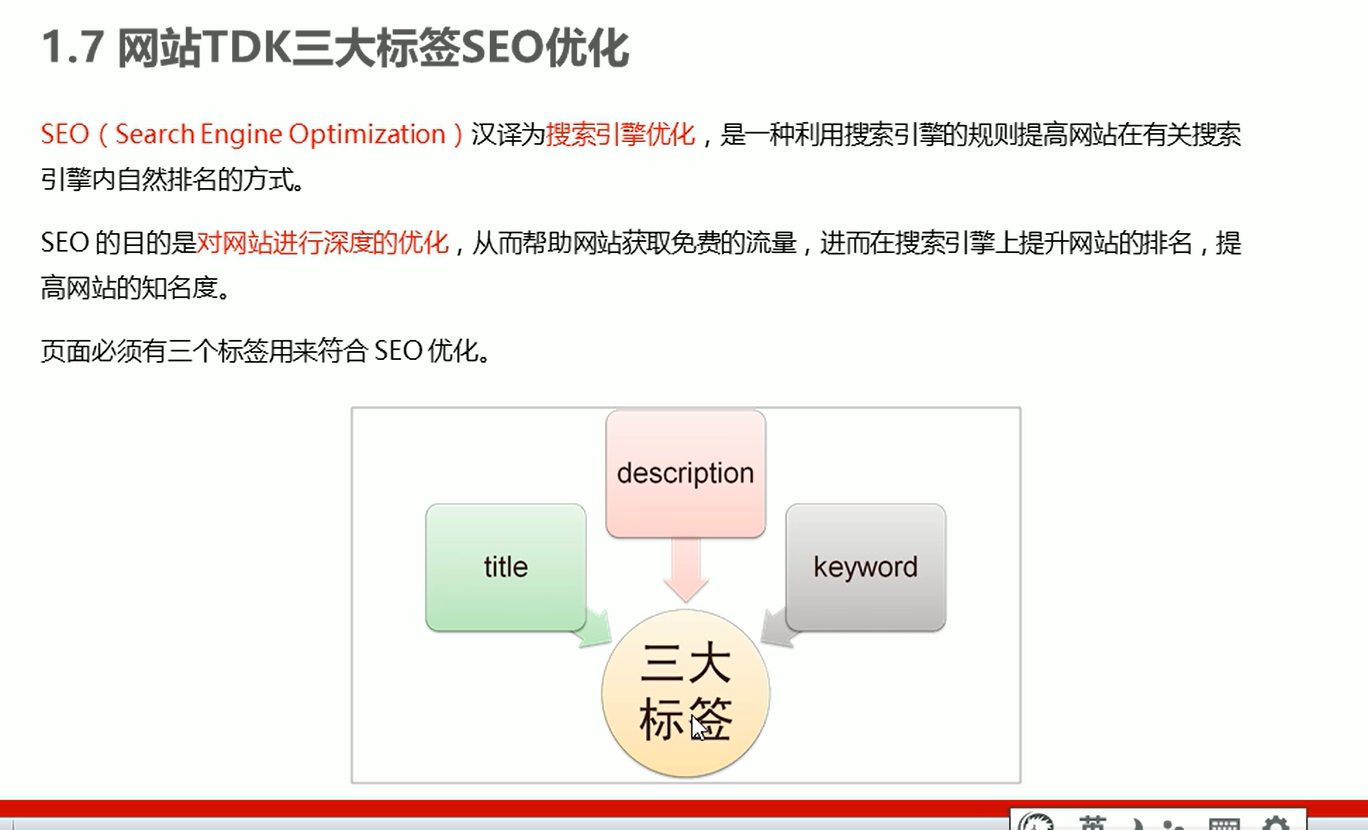 1.7 网站TDK三大标签SEO优化
SEO（Search Engine Optimization）汉译为搜索引擎优化，是一种利用搜索引擎的规则提高网站在有关搜索
引擎内自然排名的方式。
SEO 的目的是对网站进行深度的优化，从而帮助网站获取免费的流量，进而在搜索引擎上提升网站的排名，提
高网站的知名度。
页面必须有三个标签用来符合 SEO 优化。
description
title
keyword
三大
标签
英